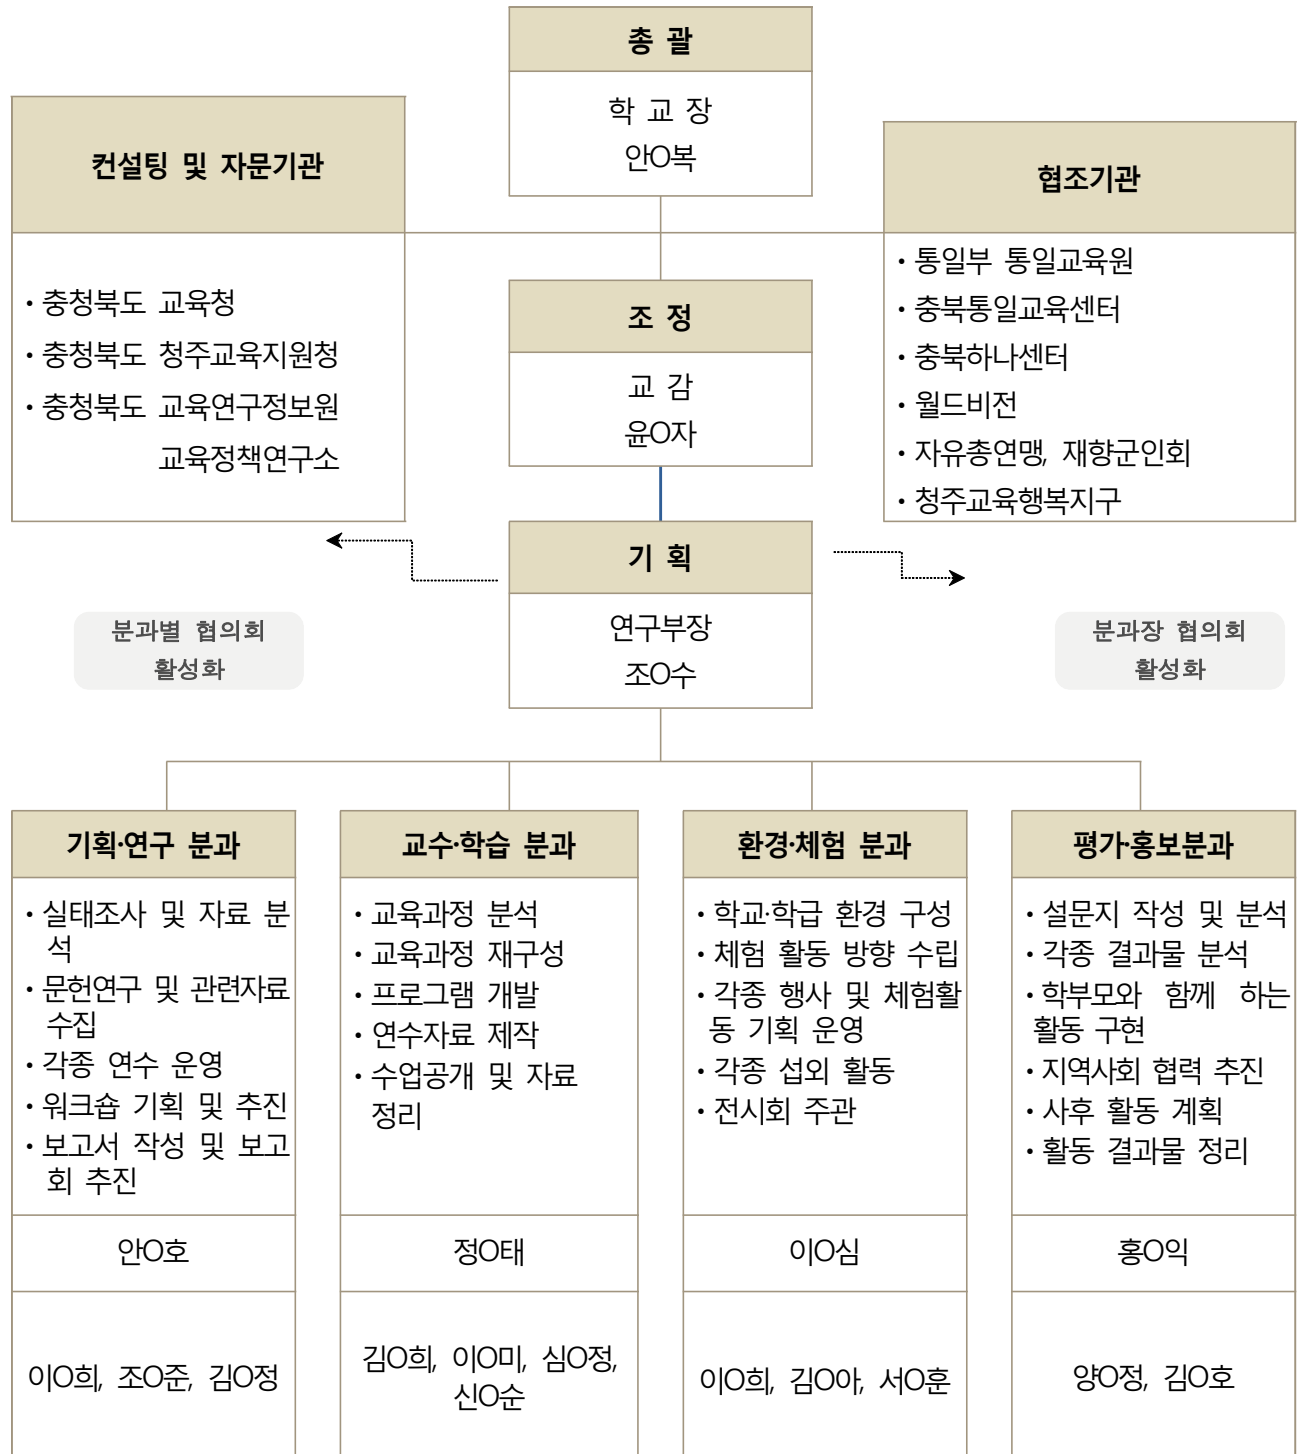 총 괄
학 교 장
안O복
컨설팅 및 자문기관
・충청북도 교육청
・충청북도 청주교육지원청
・충청북도 교육연구정보원
교육정책연구소
협조기관
・통일부 통일교육원
・충북통일교육센터
・충북하나센터
・월드비전
・자유총연맹, 재향군인회
・청주교육행복지구
조 정
교 감
윤O자
기 획
연구부장
조O수
분과별 협의회
활성화
분과장 협의회
활성화
기획·연구 분과
・실태조사 및 자료 분
석
・문헌연구 및 관련자료
수집
・각종 연수 운영
・워크숍 기획 및 추진
・보고서 작성 및 보고
회 추진
안O호
이O희, 조O준, 김O정
교수·학습 분과
・교육과정 분석
・교육과정 재구성
・프로그램 개발
・연수자료 제작
・수업공개 및 자료
정리
정O태
김O희, 이O미, 심O정,
신O순
환경·체험 분과
・학교·학급 환경 구성
・체험 활동 방향 수립
・각종 행사 및 체험활
동 기획 운영
・각종 섭외 활동
・전시회 주관
이O심
이O희, 김O아, 서O훈
평가·홍보분과
・설문지 작성 및 분석
・각종 결과물 분석
・학부모와 함께 하는
활동 구현
・지역사회 협력 추진
・사후 활동 계획
・활동 결과물 정리
홍O익
양O정, 김O호